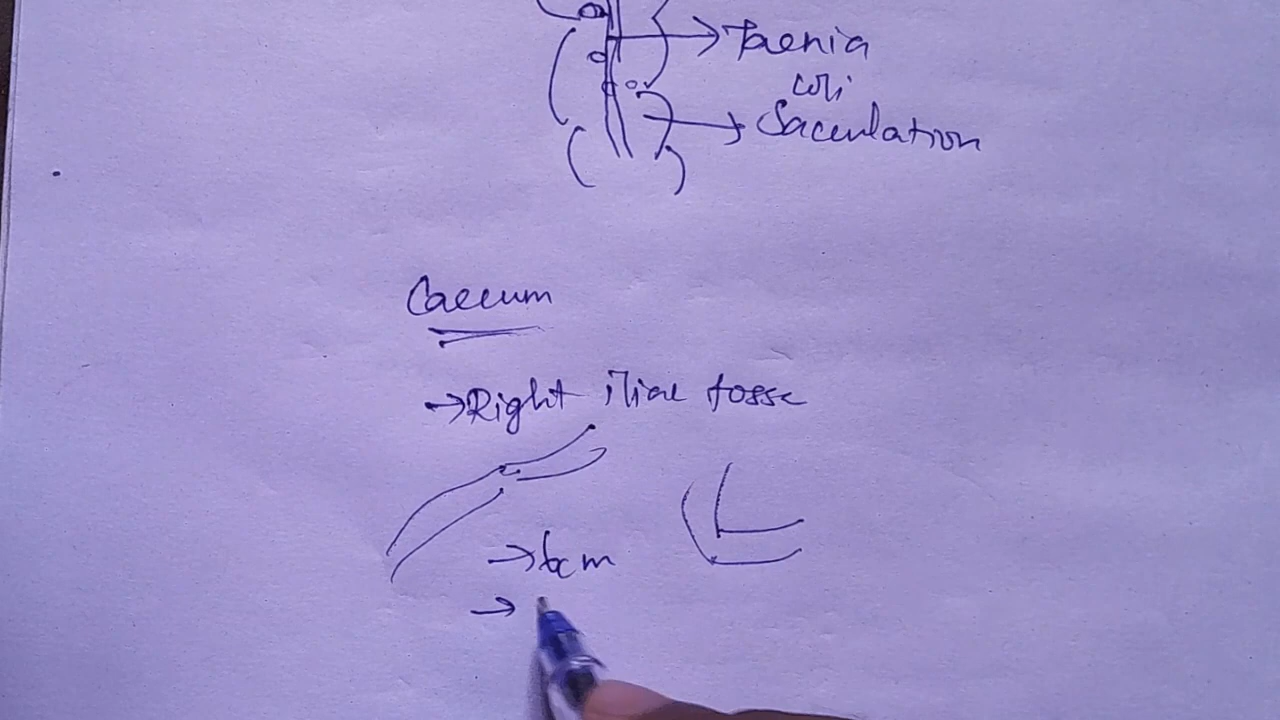 →Taenia
coli
→Sacculation
Caecum
→Right iliac fossa
→6cm
→